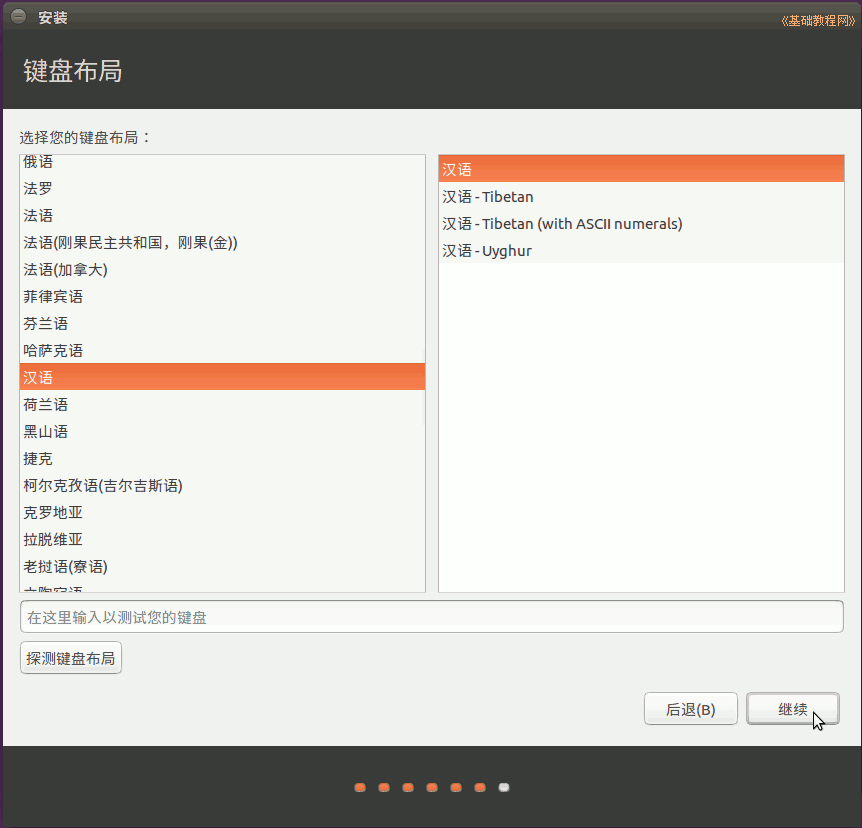 安装
《基础教程网》
键盘布局
选择您的键盘布局：
俄语
法罗
法语
法语(刚果民主共和国，刚果(金))
法语(加拿大)
菲律宾语
芬兰语
哈萨克语
汉语
荷兰语
黑山语
捷克
柯尔克孜语(吉尔吉斯语)
克罗地亚
拉脱维亚
老挝语(寮语)
汉语
汉语 - Tibetan
汉语 - Tibetan (with ASCII numerals)
汉语 - Uyghur
在这里输入以测试您的键盘
探测键盘布局
后退(B)
继续